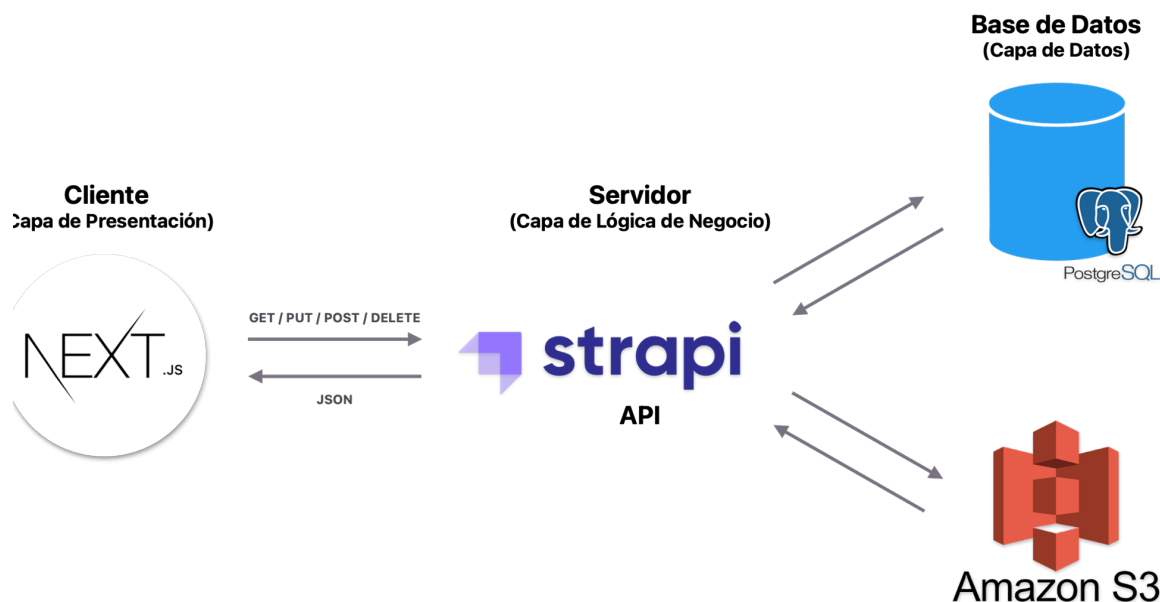 Base de Datos
(Capa de Datos)
PostgreSQL
Cliente
Capa de Presentación)
NEXT.JS
Servidor
(Capa de Lógica de Negocio)
GET / PUT / POST / DELETE
JSON
strapi
API
Amazon S3